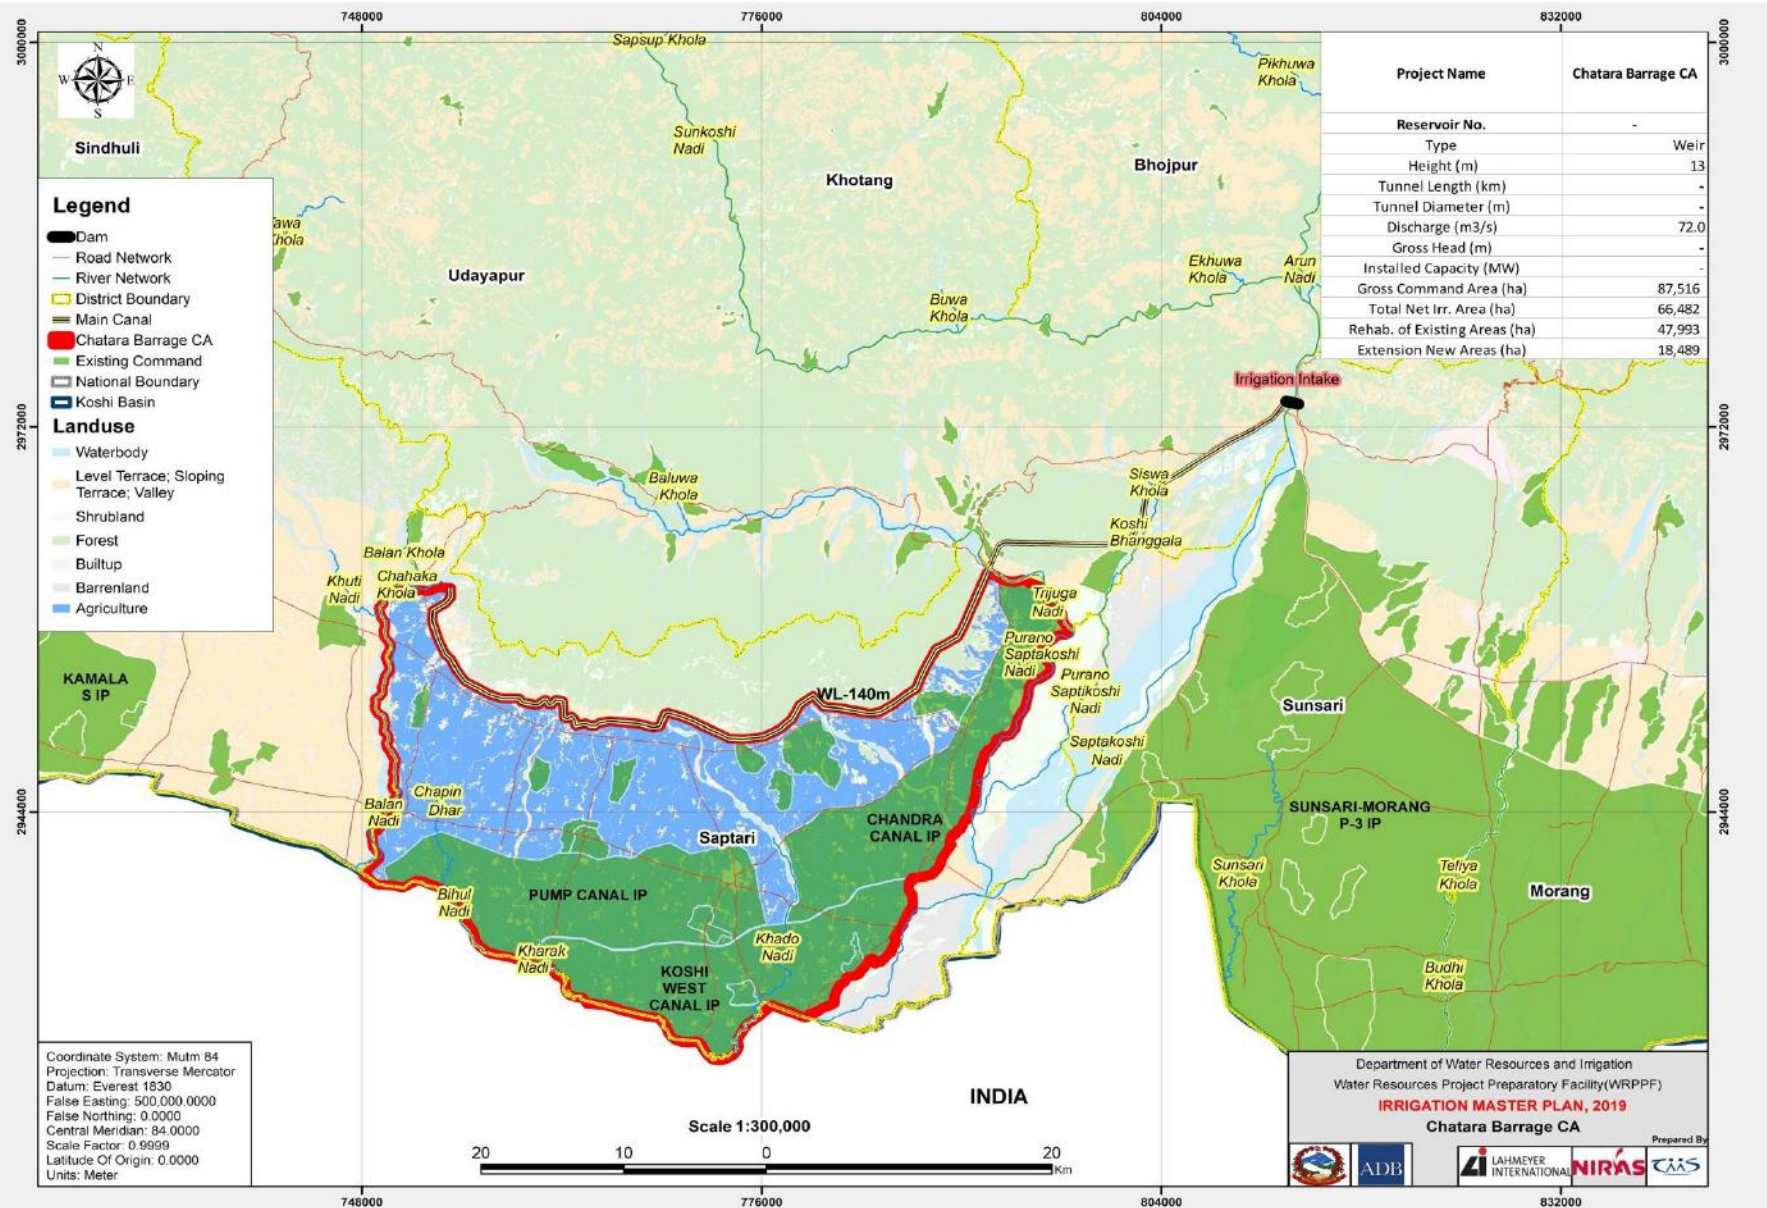 748000
776000
804000
832000
3000000
3000000
2972000
2972000
2944000
2944000
N
W E
S
Sindhuli
Sapsup Khola
Pikhuwa
Khola
Sunkoshi
Nadi
Khotang
Bhojpur
Udayapur
Buwa
Khola
Ekhuwa
Khola
Arun
Nadi
Project Name Chatara Barrage CA
Reservoir No. -
Type Weir
Height (m) 13
Tunnel Length (km) -
Tunnel Diameter (m) -
Discharge (m3/s) 72.0
Gross Head (m) -
Installed Capacity (MW) -
Gross Command Area (ha) 87,516
Total Net Irr. Area (ha) 66,482
Rehab. of Existing Areas (ha) 47,993
Extension New Areas (ha) 18,489
Legend
Dam
Road Network
River Network
District Boundary
Main Canal
Chatara Barrage CA
Existing Command
National Boundary
Koshi Basin
Landuse
Waterbody
Level Terrace; Sloping
Terrace; Valley
Shrubland
Forest
Builtup
Barrenland
Agriculture
awa
hola
Irrigation Intake
Baluwa
Khola
Siswa
Khola
Koshi
Bhanggala
Balan Khola
Khuti
Nadi
Chahaka
Khola
Trijuga
Nadi
Purano
Saptakoshi
Nadi
Purano
Saptikoshi
Nadi
Saptakoshi
Nadi
KAMALA
S IP
WL-140m
Sunsari
Balan
Nadi
Chapin
Dhar
Saptari
CHANDRA
CANAL IP
SUNSARI-MORANG
P-3 IP
Bihul
Nadi
PUMP CANAL IP
Sunsari
Khola
Teliya
Khola
Morang
Kharak
Nadi
Khado
Nadi
KOSHI
WEST
CANAL IP
Budhi
Khola
INDIA
Coordinate System: Mutm 84
Projection: Transverse Mercator
Datum: Everest 1830
False Easting: 500,000.0000
False Northing: 0.0000
Central Meridian: 84.0000
Scale Factor: 0.9999
Latitude Of Origin: 0.0000
Units: Meter
Scale 1:300,000
20 10 0 20
Km
Department of Water Resources and Irrigation
Water Resources Project Preparatory Facility(WRPPF)
IRRIGATION MASTER PLAN, 2019
Chatara Barrage CA
Prepared By
ADB
LAHMEYER
INTERNATIONAL
NIRAS
748000
776000
804000
832000